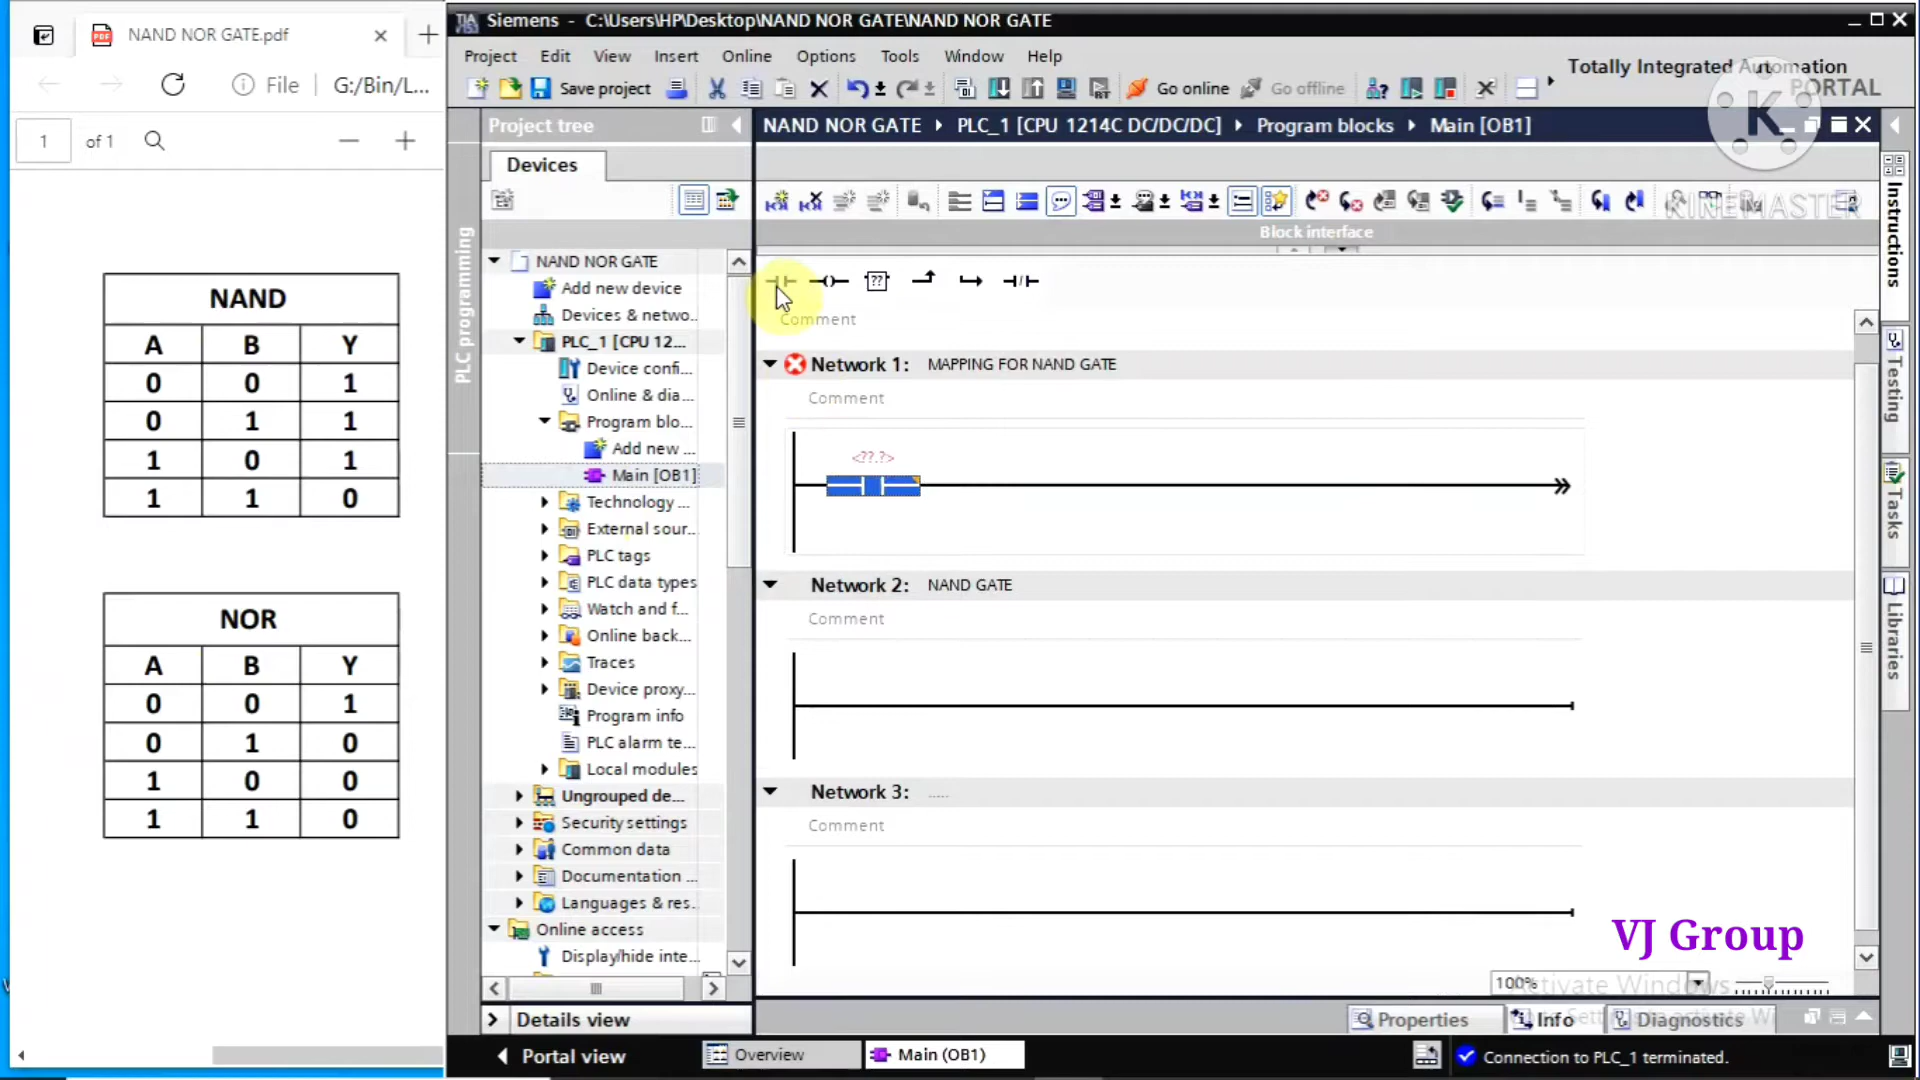 NAND NOR GATE.pdf
File
G:/Bin/L...
1
of 1
NAND
A B Y
0 0 1
0 1 1
1 0 1
1 1 0
NOR
A B Y
0 0 1
0 1 0
1 0 0
1 1 0
Siemens - C:\Users\HP\Desktop\NAND NOR GATE\NAND NOR GATE
Project Edit View Insert Online Options Tools Window Help
Totally Integrated Automation
PORTAL
Save project
Go online
Go offline
Project tree
NAND NOR GATE PLC_1 [CPU 1214C DC/DC/DC] Program blocks Main [OB1]
K
KINEMASTER
Devices
PLC programming
NAND NOR GATE
Add new device
Devices & netwo..
PLC_1 [CPU 12...
Device confi...
Online & dia...
Program blo...
Add new ...
Main [OB1]
Technology ...
External sour...
PLC tags
PLC data types
Watch and f...
Online back...
Traces
Device proxy...
Program info
PLC alarm te...
Local modules
Ungrouped de...
Security settings
Common data
Documentation ...
Languages & res..
Online access
Display/hide inte...
Details view
Block interface
??
Comment
Network 1: MAPPING FOR NAND GATE
Comment
<??.?>
Network 2: NAND GATE
Comment
Network 3: .....
Comment
VJ Group
100%
Activate Windows
Properties
Info
Diagnostics
Instructions
Testing
Tasks
Libraries
Portal view
Overview
Main (OB1)
Connection to PLC_1 terminated.